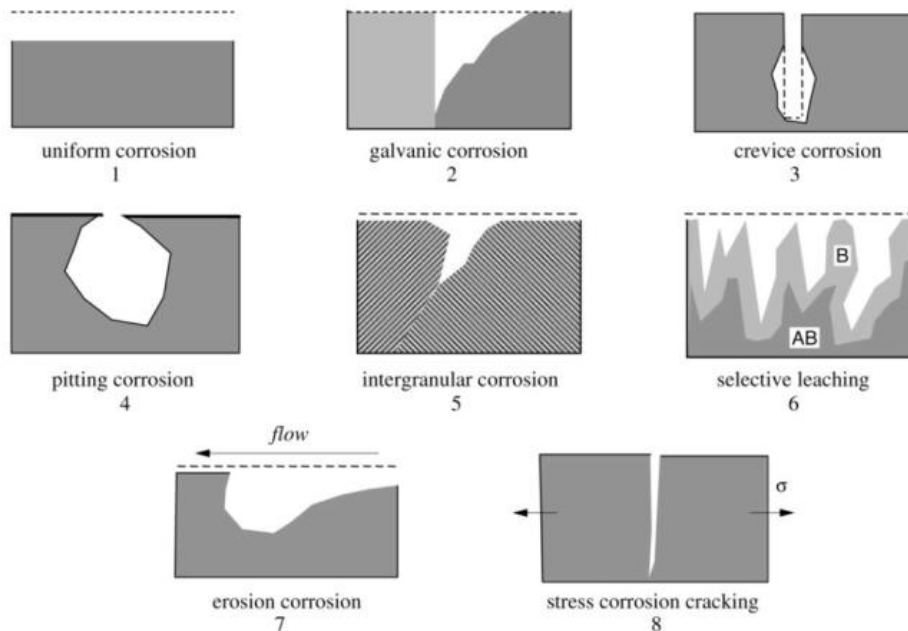 uniform corrosion
1
galvanic corrosion
2
crevice corrosion
3
pitting corrosion
4
intergranular corrosion
5
B
AB
selective leaching
6
flow
erosion corrosion
7
σ
stress corrosion cracking
8